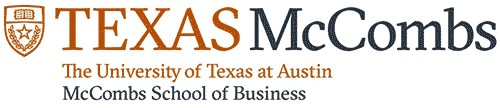 TEXAS McCombs
The University of Texas at Austin
McCombs School of Business